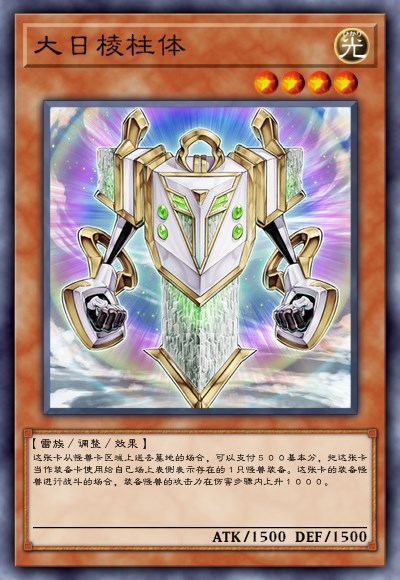 大日棱柱体
ひかり
光
【雷族／调整／效果】
这张卡从怪兽卡区域上送去墓地的场合，可以支付５００基本分，把这张卡
当作装备卡使用给自己场上表侧表示存在的１只怪兽装备。这张卡的装备怪
兽进行战斗的场合，装备怪兽的攻击力在伤害步骤内上升１０００。
ATK/1500 DEF/1500